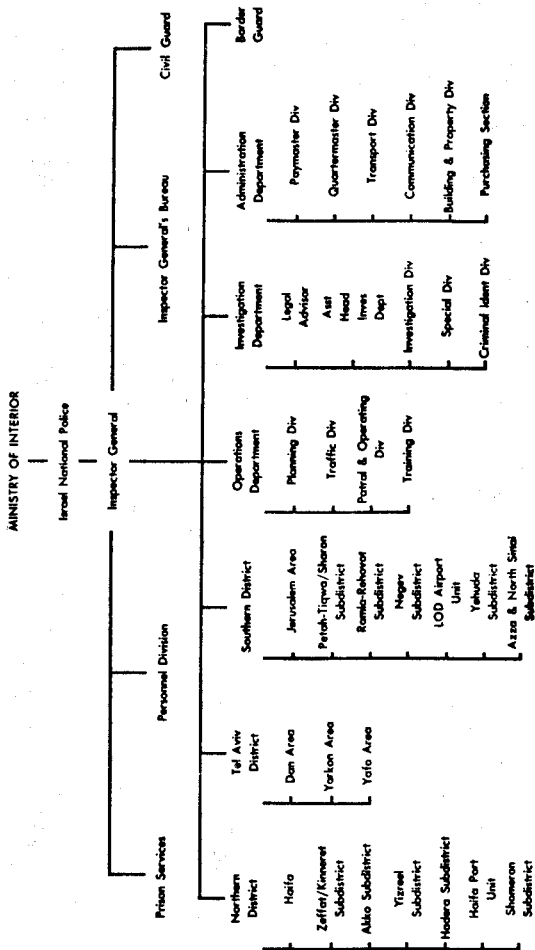 MINISTRY OF INTERIOR
Israel National Police
Inspector General
Prison Services
Personnel Division
Inspector General's Bureau
Civil Guard
Northern
District
Haifa
Zeffat/Kinneret
Subdistrict
Akko Subdistrict
Yizreel
Subdistrict
Hadera Subdistrict
Haifa Port
Unit
Shomeron
Subdistrict
Tel Aviv
District
Dan Area
Yarkon Area
Yafo Area
Southern District
Jerusalem Area
Petah-Tiqwa/Sharon
Subdistrict
Ramla-Rehovot
Subdistrict
Negev
Subdistrict
LOD Airport
Unit
Yehuda
Subdistrict
Azza & North Sinai
Subdistrict
Operations
Department
Planning Div
Traffic Div
Patrol & Operating
Div
Training Div
Investigation
Department
Legal
Advisor
Asst
Head
Inves
Dept
Investigation Div
Special Div
Criminal Ident Div
Administration
Department
Paymaster Div
Quartermaster Div
Transport Div
Communication Div
Building & Property Div
Purchasing Section
Border
Guard